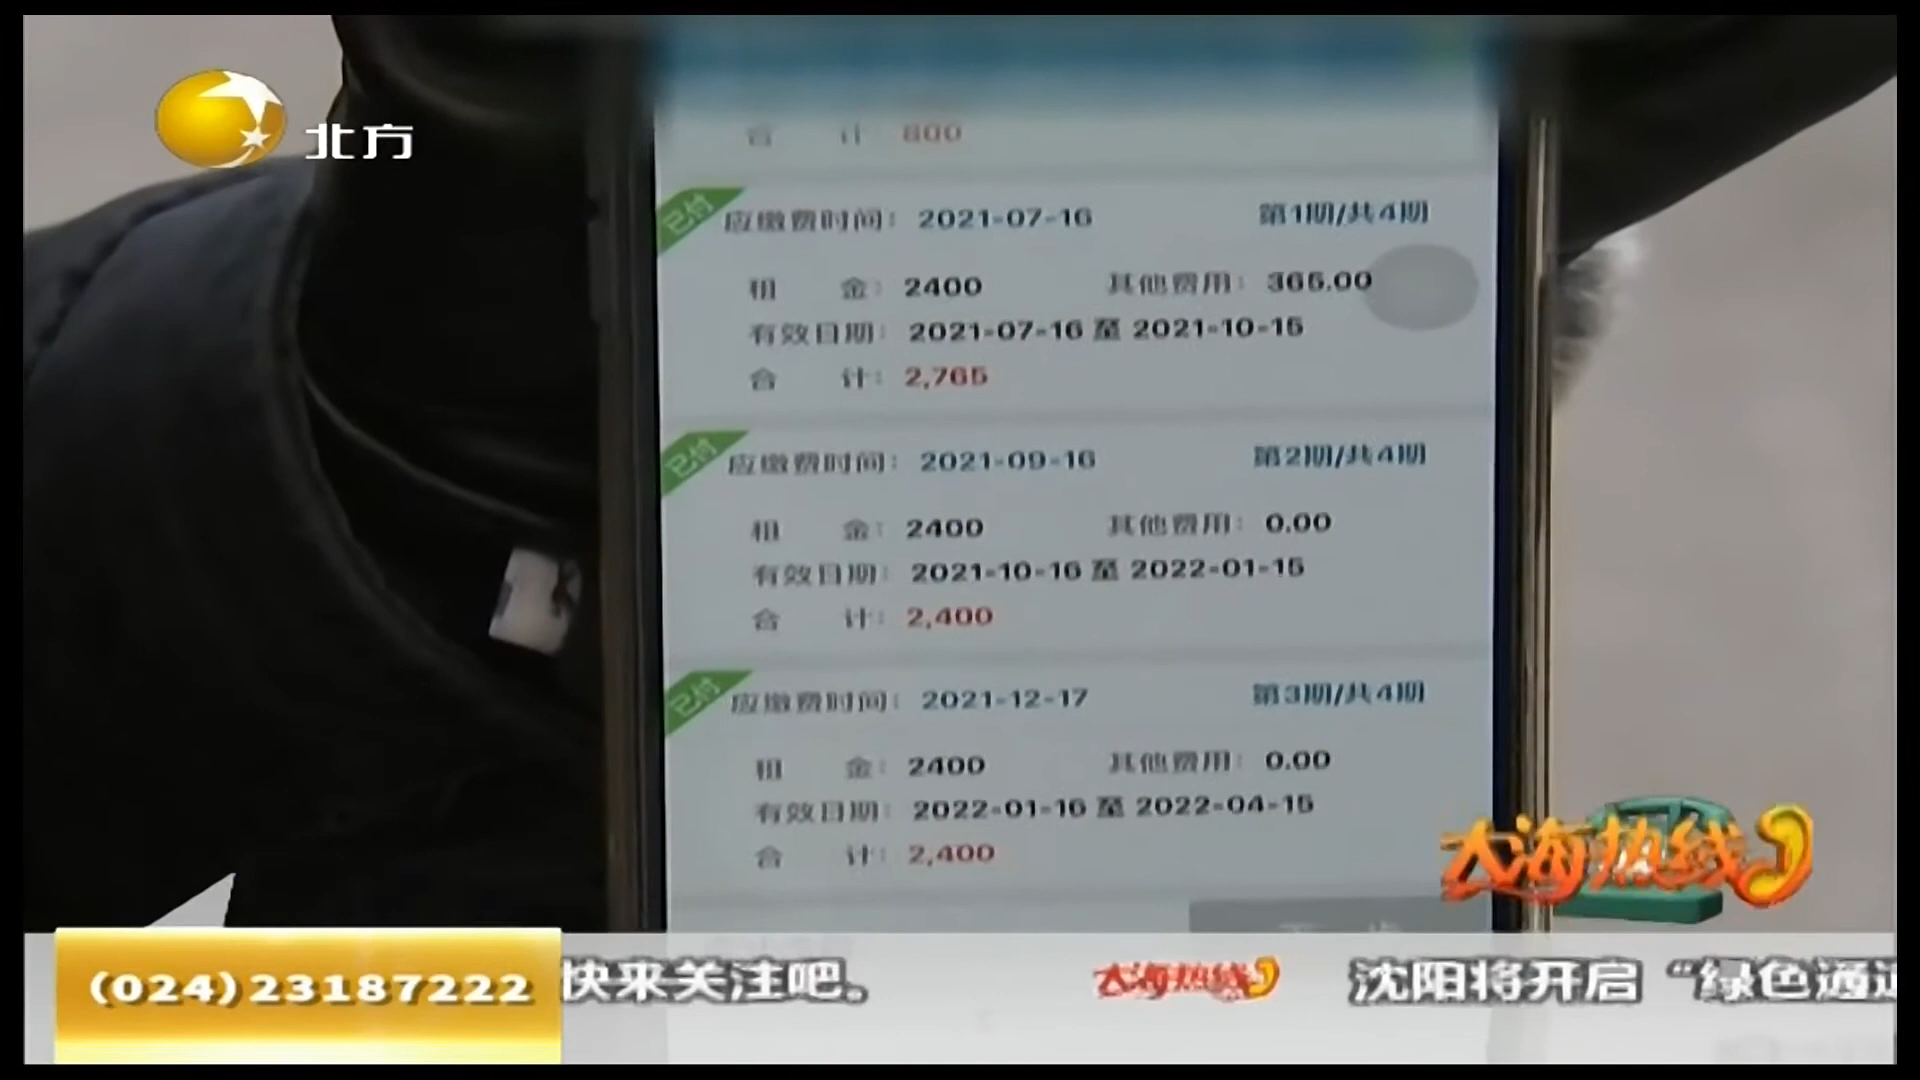 北方
合计 800
已付 应缴费时间: 2021-07-16 第1期/共4期
租金: 2400 其他费用: 365.00
有效日期: 2021-07-16 至 2021-10-15
合计: 2,765
已付 应缴费时间: 2021-09-16 第2期/共4期
租金: 2400 其他费用: 0.00
有效日期: 2021-10-16 至 2022-01-15
合计: 2,400
已付 应缴费时间: 2021-12-17 第3期/共4期
租金: 2400 其他费用: 0.00
有效日期: 2022-01-16 至 2022-04-15
合计: 2,400
大海热线
(024)23187222 快来关注吧。 大海热线 沈阳将开启“绿色通